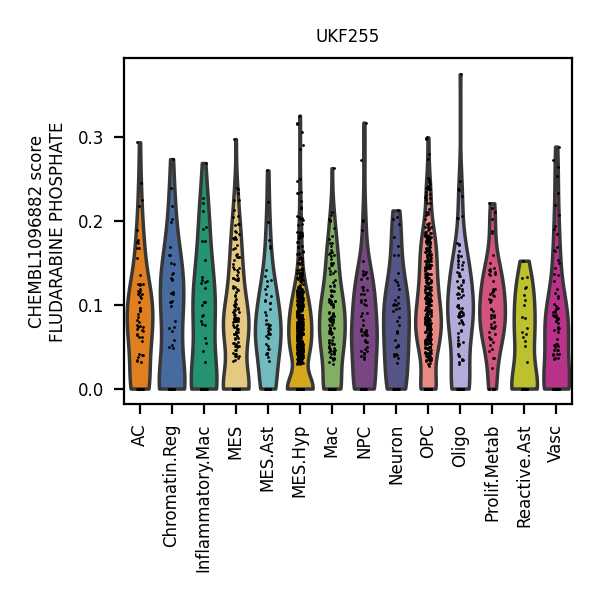 UKF255
CHEMBL1096882 score
FLUDARABINE PHOSPHATE
0.3
0.2
0.1
0.0
AC
Chromatin.Reg
Inflammatory.Mac
MES
MES.Ast
MES.Hyp
Mac
NPC
Neuron
OPC
Oligo
Prolif.Metab
Reactive.Ast
Vasc